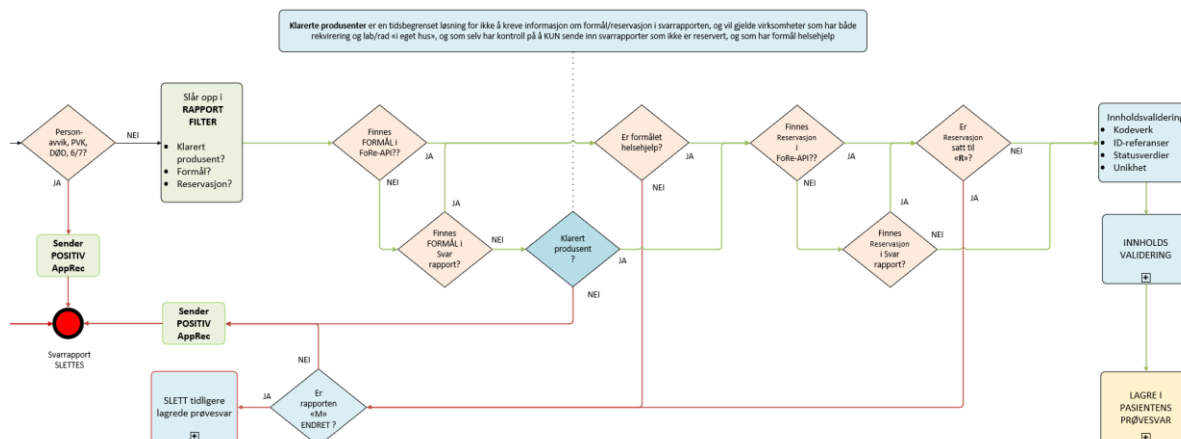 Klarerte produsenter er en tidsbegrenset løsning for ikke å kreve informasjon om formål/reservasjon i svarrapporten, og vil gjelde virksomheter som har både
rekvirering og lab/rad «i eget hus», og som selv har kontroll på å KUN sende inn svarrapporter som ikke er reservert, og som har formål helsehjelp
Person-
avvik, PVK,
DØD, 6/7?
NEI
JA
Slår opp i
RAPPORT
FILTER
• Klarert
produsent?
• Formål?
• Reservasjon?
Finnes
FORMÅL i
FoRe-API??
JA
NEI
Finnes
FORMÅL i
Svar
rapport?
JA
NEI
Klarert
produsent
?
JA
NEI
Er formålet
helsehjelp?
JA
NEI
Finnes
Reservasjon
i
FoRe-API??
JA
NEI
Finnes
Reservasjon
i Svar
rapport?
JA
NEI
Er
Reservasjon
satt til
«R»?
NEI
JA
Innholdsvalidering
• Kodeverk
• ID-referanser
• Statusverdier
• Unikhet
INNHOLDS
VALIDERING
LAGRE I
PASIENTENS
PRØVESVAR
Sender
POSITIV
AppRec
Svarrapport
SLETTES
Sender
POSITIV
AppRec
NEI
Er
rapporten
«M»
ENDRET ?
JA
SLETT tidligere
lagrede prøvesvar